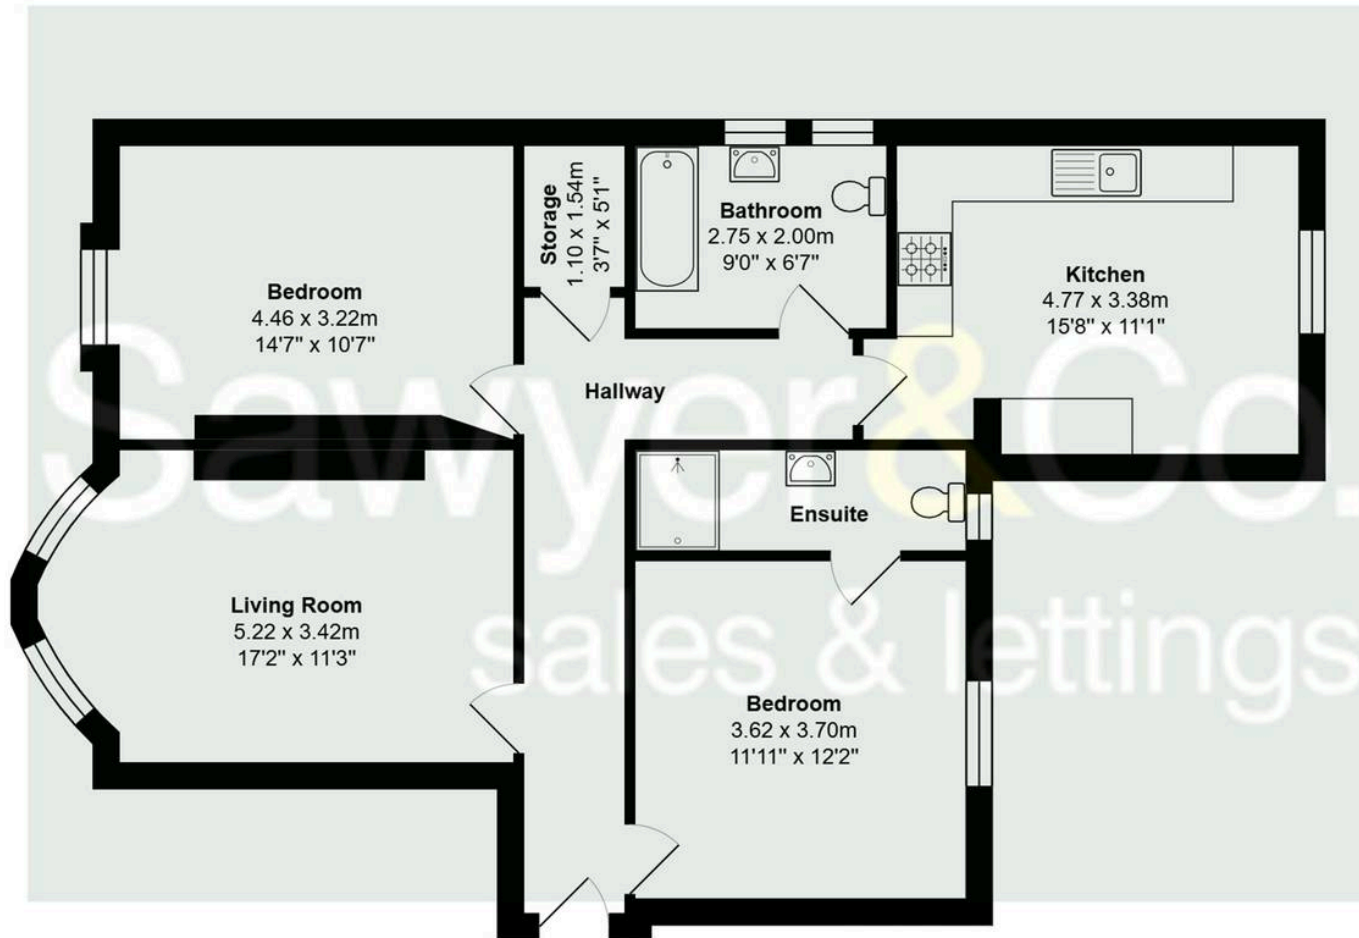 Storage
1.10 x 1.54m
3'7" x 5'1"
Bathroom
2.75 x 2.00m
9'0" x 6'7"
Kitchen
4.77 x 3.38m
15'8" x 11'1"
Bedroom
4.46 x 3.22m
14'7" x 10'7"
Hallway
Sawyer&Co.
sales & lettings
Ensuite
Living Room
5.22 x 3.42m
17'2" x 11'3"
Bedroom
3.62 x 3.70m
11'11" x 12'2"